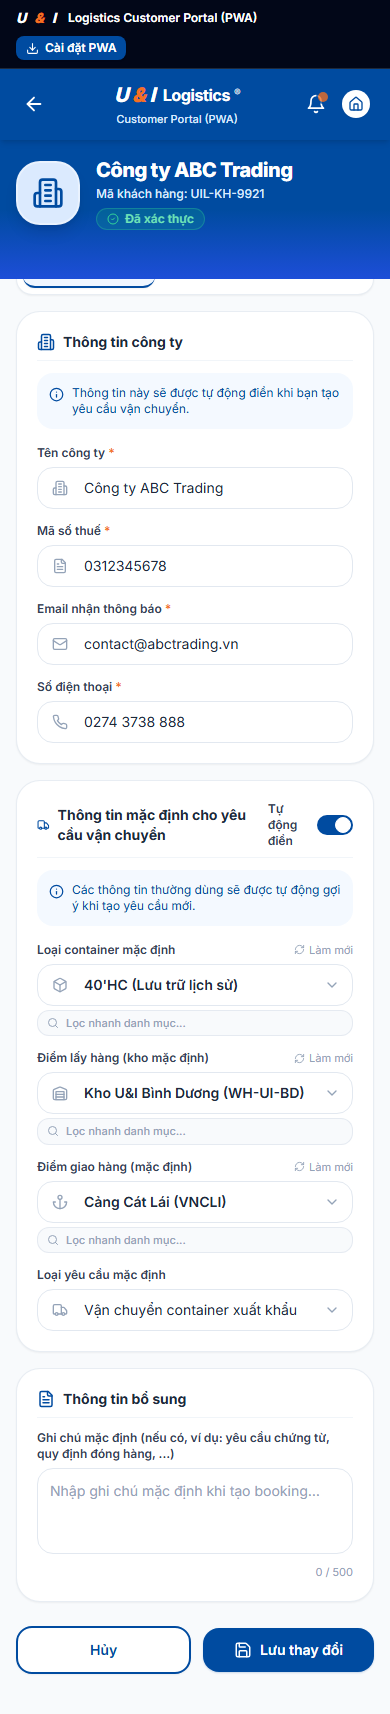 U & I Logistics Customer Portal (PWA)
Cài đặt PWA
U & I Logistics ®
Customer Portal (PWA)
Công ty ABC Trading
Mã khách hàng: UIL-KH-9921
Đã xác thực
Thông tin công ty
Thông tin này sẽ được tự động điền khi bạn tạo
yêu cầu vận chuyển.
Tên công ty *
Công ty ABC Trading
Mã số thuế *
0312345678
Email nhận thông báo *
contact@abctrading.vn
Số điện thoại *
0274 3738 888
Thông tin mặc định cho yêu
cầu vận chuyển
Tự
động
điền
Các thông tin thường dùng sẽ được tự động gợi
ý khi tạo yêu cầu mới.
Loại container mặc định
Làm mới
40'HC (Lưu trữ lịch sử)
Lọc nhanh danh mục...
Điểm lấy hàng (kho mặc định)
Làm mới
Kho U&I Bình Dương (WH-UI-BD)
Lọc nhanh danh mục...
Điểm giao hàng (mặc định)
Làm mới
Cảng Cát Lái (VNCLI)
Lọc nhanh danh mục...
Loại yêu cầu mặc định
Vận chuyển container xuất khẩu
Thông tin bổ sung
Ghi chú mặc định (nếu có, ví dụ: yêu cầu chứng từ,
quy định đóng hàng, ...)
Nhập ghi chú mặc định khi tạo booking...
0 / 500
Hủy
Lưu thay đổi